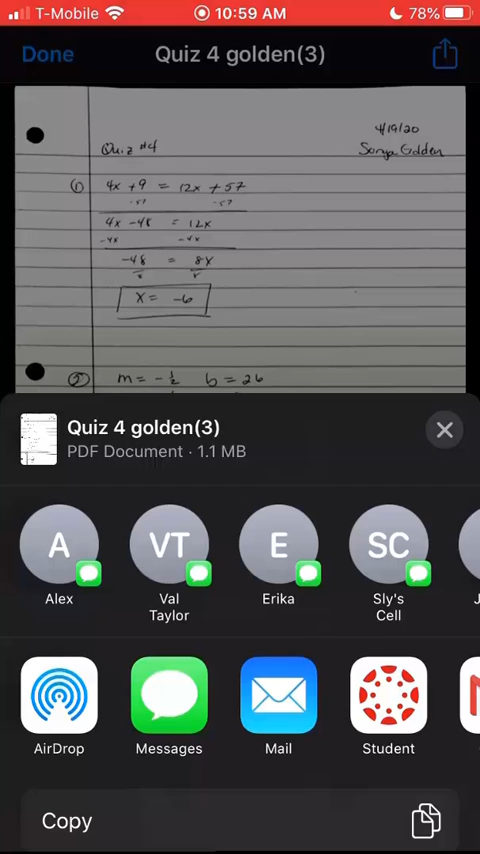 T-Mobile 10:59 AM 78%
Done Quiz 4 golden(3)
4/19/20
Quiz #4 Sonya Golden
① 4x + 9 = 12x + 57
-57 -57
4x - 48 = 12x
-4x -4x
-48 = 8x
8 8
x = -6
② m = -1/2 b = 26
Quiz 4 golden(3)
PDF Document · 1.1 MB
A VT E SC
Alex Val Taylor Erika Sly's Cell J
AirDrop Messages Mail Student
Copy